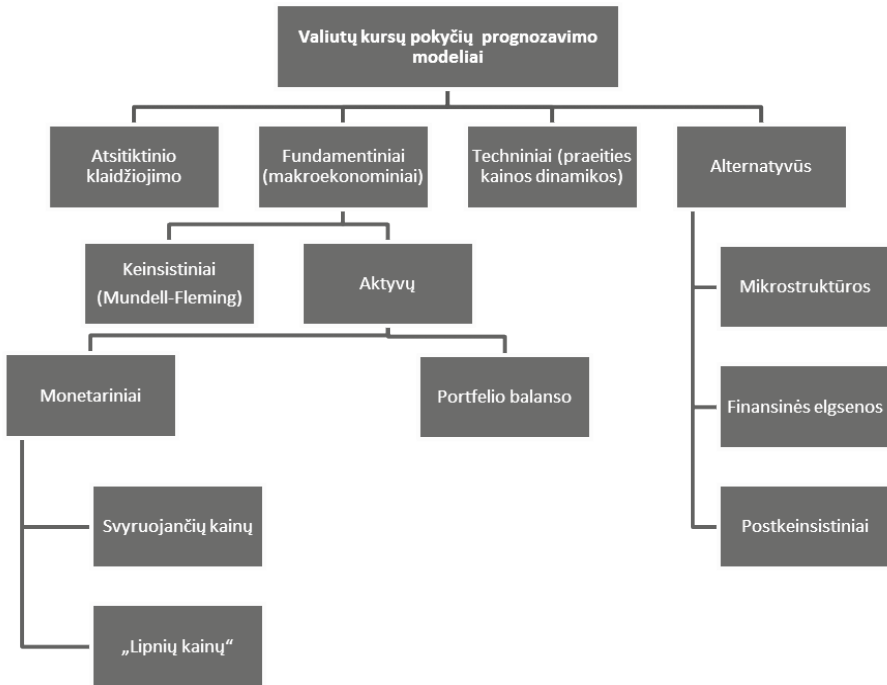 Valiutų kursų pokyčių prognozavimo
modeliai
Atsitiktinio
klaidžiojimo
Fundamentiniai
(makroekonominiai)
Techniniai (praeities
kainos dinamikos)
Alternatyvūs
Keinsistiniai
(Mundell-Fleming)
Aktyvų
Mikrostruktūros
Monetariniai
Portfelio balanso
Finansinės elgsenos
Svyruojančių kainų
Postkeinsistiniai
„Lipnių kainų“